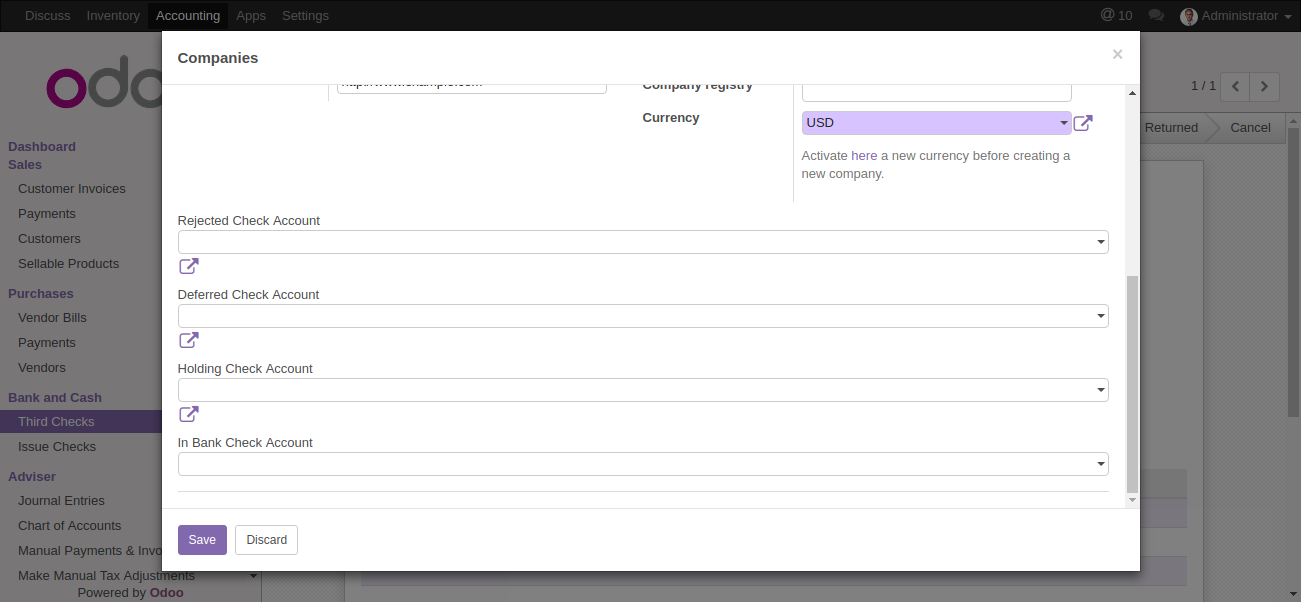 Discuss Inventory Accounting Apps Settings @ 10 Administrator
Companies ×
odoo
1 / 1
Company registry
Currency USD
Returned Cancel
Activate here a new currency before creating a
new company.
Dashboard
Sales
Customer Invoices
Payments
Customers
Sellable Products
Purchases
Vendor Bills
Payments
Vendors
Bank and Cash
Third Checks
Issue Checks
Adviser
Journal Entries
Chart of Accounts
Manual Payments & Invo
Make Manual Tax Adjustments
Powered by Odoo
Rejected Check Account
Deferred Check Account
Holding Check Account
In Bank Check Account
Save Discard